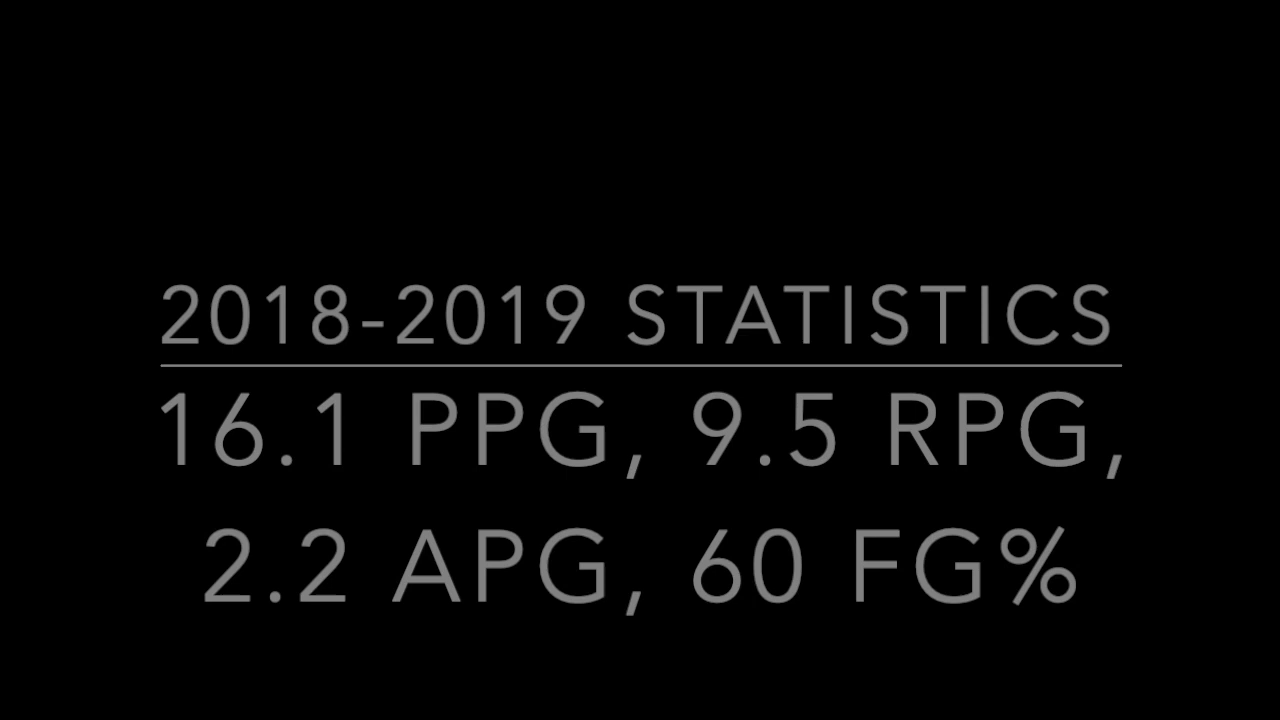 2018-2019 STATISTICS
16.1 PPG, 9.5 RPG,
2.2 APG, 60 FG%